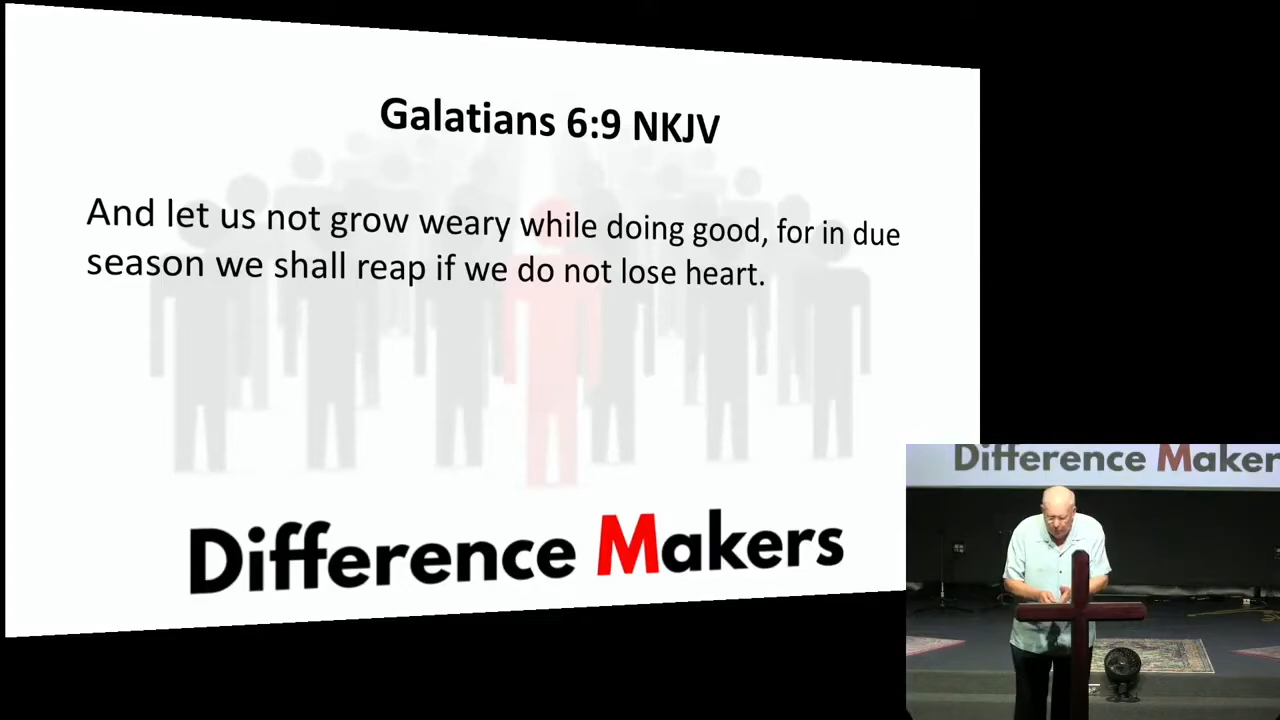 Galatians 6:9 NKJV
And let us not grow weary while doing good, for in due
season we shall reap if we do not lose heart.
Difference Makers
Difference Maker